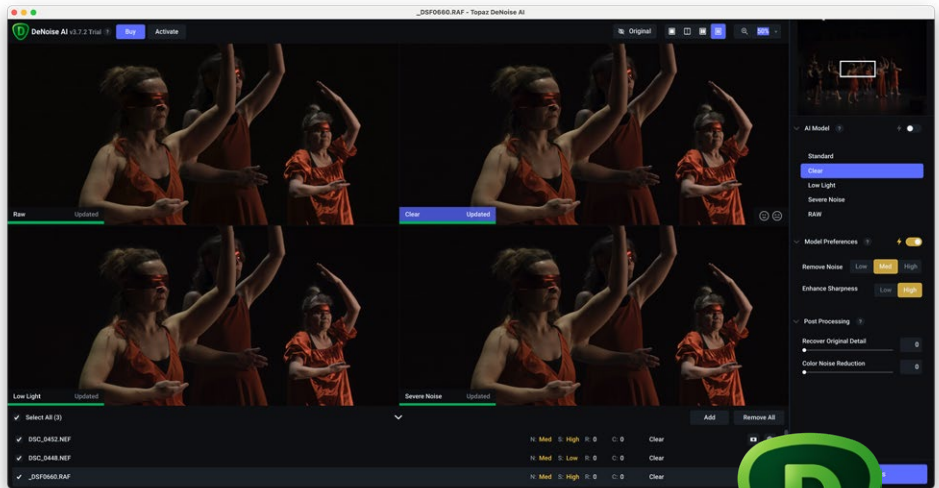 _DSF0660.RAF - Topaz DeNoise AI
DeNoise AI v3.7.2 Trial ? Buy Activate Original 50%
Raw Updated
Clear Updated
Low Light Updated
Severe Noise Updated
AI Model ?
Standard
Clear
Low Light
Severe Noise
RAW
Model Preferences ?
Remove Noise Low Med High
Enhance Sharpness Low High
Post Processing ?
Recover Original Detail 0
Color Noise Reduction 0
Select All (3) Add Remove All
DSC_0452.NEF N: Med S: High R: 0 C: 0 Clear
DSC_0448.NEF N: Med S: Low R: 0 C: 0 Clear
_DSF0660.RAF N: Med S: High R: 0 C: 0 Clear